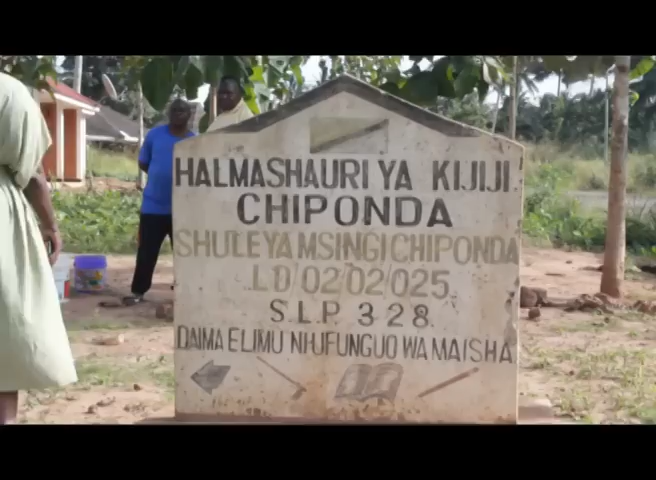 HALMASHAURI YA KIJIJI.
CHIPONDA
SHULE YA MSINGI CHIPONDA
LD/02/02/025.
S.L.P. 328
DAIMA ELIMU NI UFUNGUO WA MAISHA